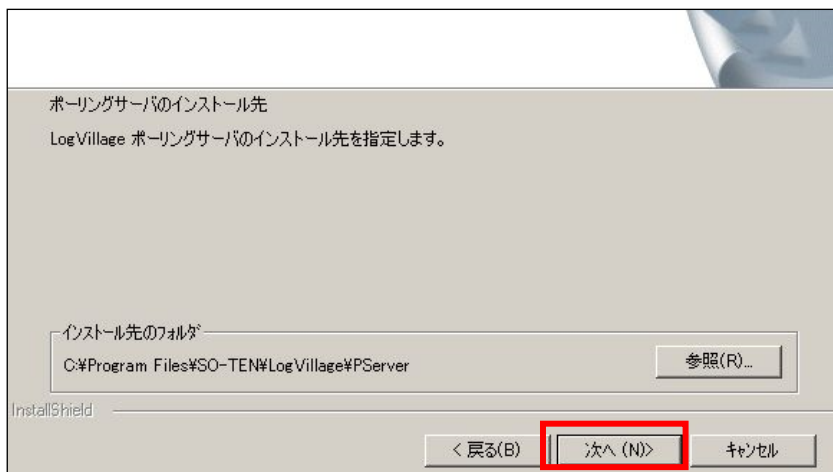 ポーリングサーバのインストール先
LogVillage ポーリングサーバのインストール先を指定します。
インストール先のフォルダ
C:¥Program Files¥SO-TEN¥LogVillage¥PServer
参照(R)...
InstallShield
< 戻る(B)
次へ (N)>
キャンセル